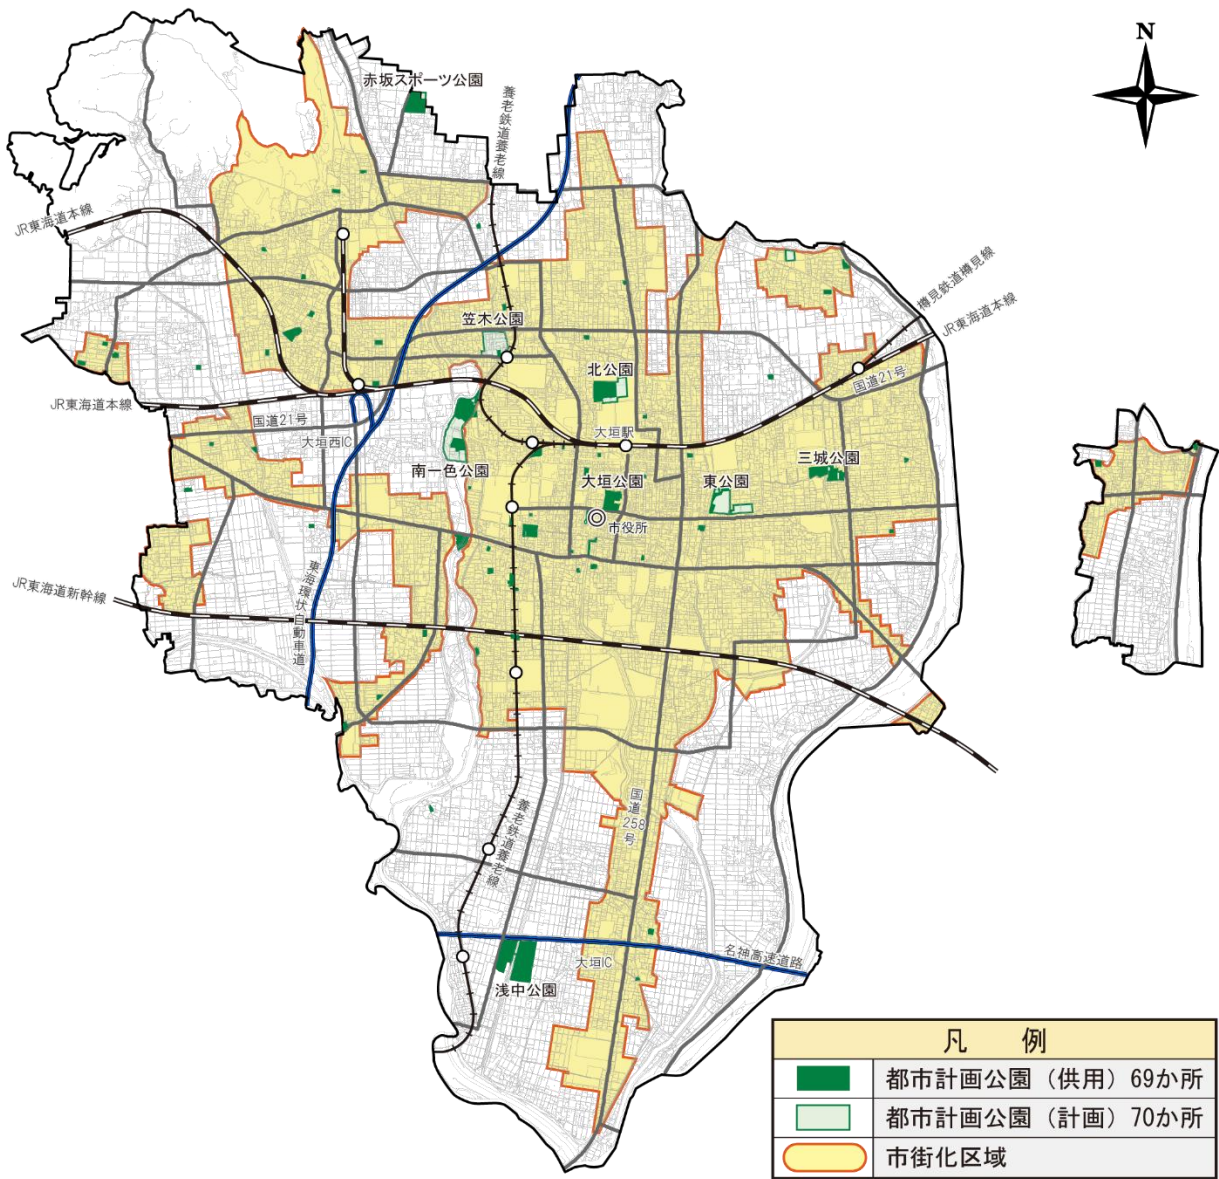 N
赤坂スポーツ公園
養老鉄道養老線
JR東海道本線
樽見鉄道樽見線
JR東海道本線
笠木公園
北公園
国道21号
JR東海道本線
国道21号
大垣西IC
大垣駅
南一色公園
大垣公園
東公園
三城公園
市役所
JR東海道新幹線
東海環状自動車道
国道258号
養老鉄道養老線
名神高速道路
大垣IC
浅中公園
凡 例
都市計画公園（供用）69か所
都市計画公園（計画）70か所
市街化区域